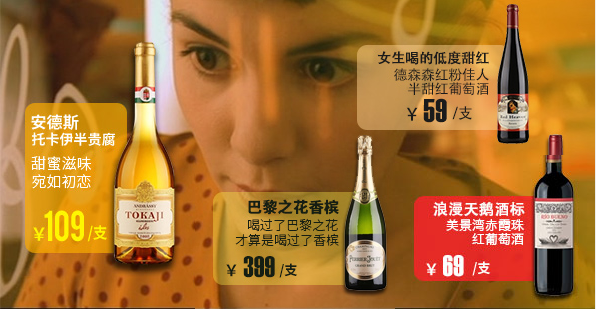 女生喝的低度甜红
德森森红粉佳人
半甜红葡萄酒
¥ 59 /支
安德斯
托卡伊半贵腐
甜蜜滋味
宛如初恋
¥109/支
ANDRÁSSY
TOKAJI
巴黎之花香槟
喝过了巴黎之花
才算是喝过了香槟
¥ 399 /支
Perrier-Jouët
浪漫天鹅酒标
美景湾赤霞珠
红葡萄酒
¥ 69 /支